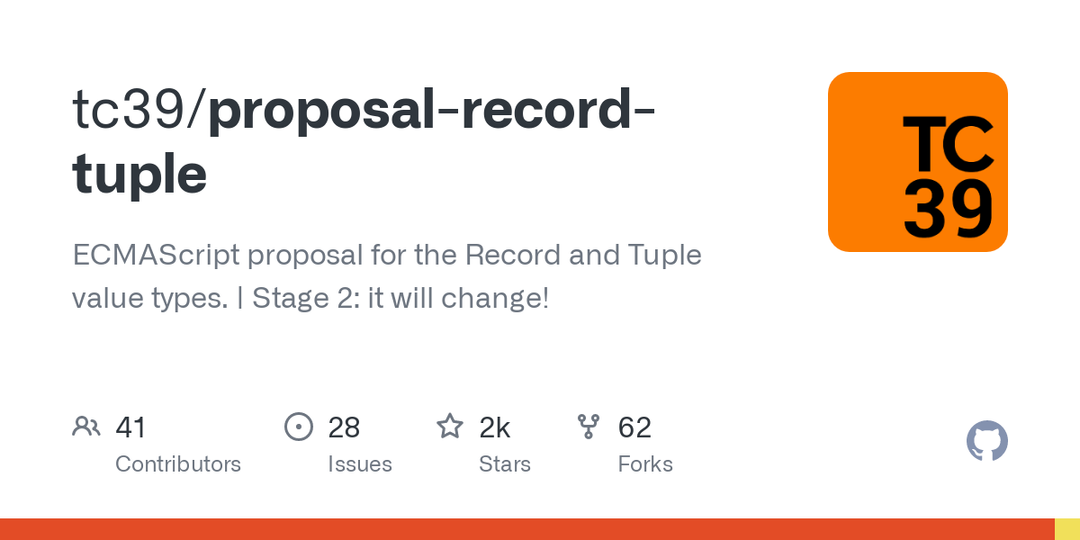 tc39/proposal-record-
tuple
TC
39
ECMAScript proposal for the Record and Tuple
value types. | Stage 2: it will change!
41
Contributors
28
Issues
2k
Stars
62
Forks